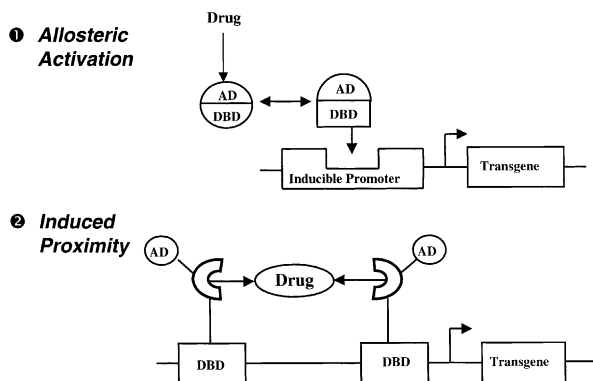 Drug
❶ Allosteric
Activation
AD
DBD
AD
DBD
Inducible Promoter
Transgene
❷ Induced
Proximity
AD
AD
Drug
DBD
DBD
Transgene